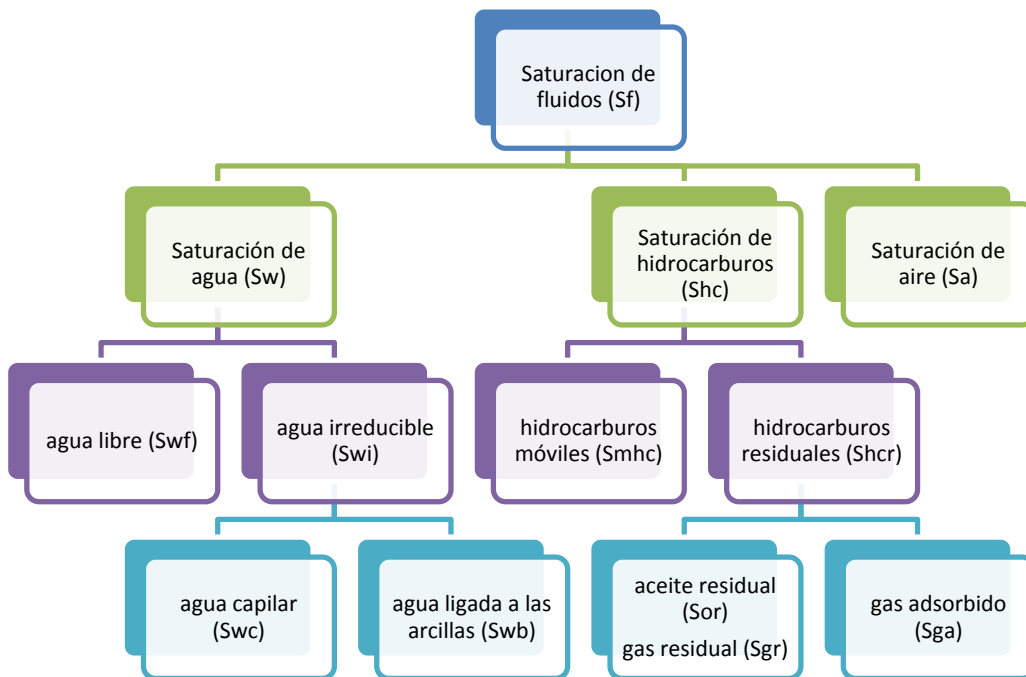 Saturacion de
fluidos (Sf)
Saturación de
agua (Sw)
Saturación de
hidrocarburos
(Shc)
Saturación de
aire (Sa)
agua libre (Swf)
agua irreducible
(Swi)
hidrocarburos
móviles (Smhc)
hidrocarburos
residuales (Shcr)
agua capilar
(Swc)
agua ligada a las
arcillas (Swb)
aceite residual
(Sor)
gas residual (Sgr)
gas adsorbido
(Sga)